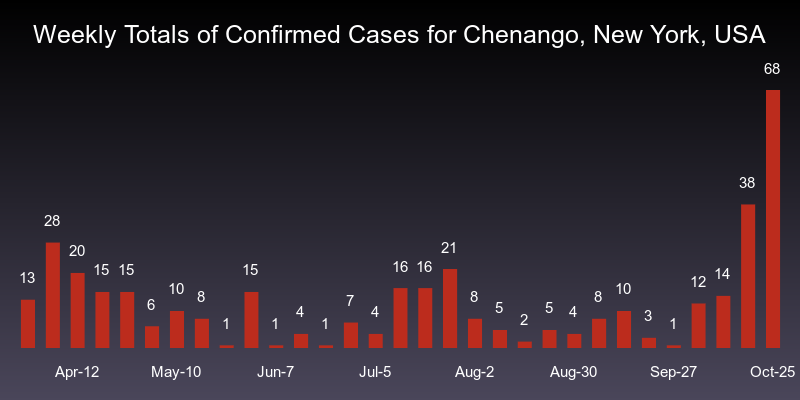 Weekly Totals of Confirmed Cases for Chenango, New York, USA
13 28 20 15 15 6 10 8 1 15 1 4 1 7 4 16 16 21 8 5 2 5 4 8 10 3 1 12 14 38 68
Apr-12 May-10 Jun-7 Jul-5 Aug-2 Aug-30 Sep-27 Oct-25